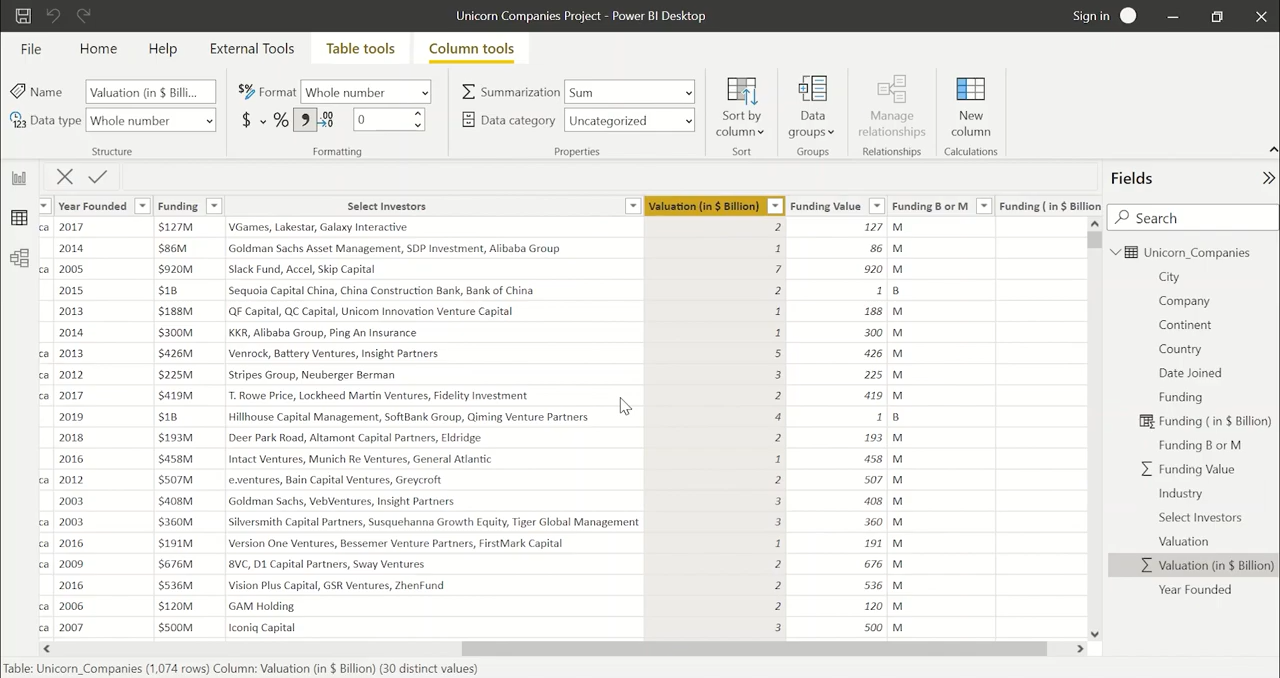 Unicorn Companies Project - Power BI Desktop
Sign in
File Home Help External Tools Table tools Column tools
Name Valuation (in $ Billi... $% Format Whole number Summarization Sum
Data type Whole number $ % , .00 0 Data category Uncategorized
Sort by column Data groups Manage relationships New column
Structure Formatting Properties Sort Groups Relationships Calculations
Year Founded Funding Select Investors Valuation (in $ Billion) Funding Value Funding B or M Funding ( in $ Billion
ca 2017 $127M VGames, Lakestar, Galaxy Interactive 2 127 M
2014 $86M Goldman Sachs Asset Management, SDP Investment, Alibaba Group 1 86 M
ca 2005 $920M Slack Fund, Accel, Skip Capital 7 920 M
2015 $1B Sequoia Capital China, China Construction Bank, Bank of China 2 1 B
2013 $188M QF Capital, QC Capital, Unicom Innovation Venture Capital 1 188 M
2014 $300M KKR, Alibaba Group, Ping An Insurance 1 300 M
ca 2013 $426M Venrock, Battery Ventures, Insight Partners 5 426 M
ca 2012 $225M Stripes Group, Neuberger Berman 3 225 M
ca 2017 $419M T. Rowe Price, Lockheed Martin Ventures, Fidelity Investment 2 419 M
2019 $1B Hillhouse Capital Management, SoftBank Group, Qiming Venture Partners 4 1 B
ca 2018 $193M Deer Park Road, Altamont Capital Partners, Eldridge 2 193 M
2016 $458M Intact Ventures, Munich Re Ventures, General Atlantic 1 458 M
ca 2012 $507M e.ventures, Bain Capital Ventures, Greycroft 2 507 M
2003 $408M Goldman Sachs, VebVentures, Insight Partners 3 408 M
ca 2003 $360M Silversmith Capital Partners, Susquehanna Growth Equity, Tiger Global Management 3 360 M
ca 2016 $191M Version One Ventures, Bessemer Venture Partners, FirstMark Capital 1 191 M
ca 2009 $676M 8VC, D1 Capital Partners, Sway Ventures 2 676 M
2016 $536M Vision Plus Capital, GSR Ventures, ZhenFund 2 536 M
ca 2006 $120M GAM Holding 2 120 M
ca 2007 $500M Iconiq Capital 3 500 M
Fields
Search
Unicorn_Companies
City
Company
Continent
Country
Date Joined
Funding
Funding ( in $ Billion)
Funding B or M
Funding Value
Industry
Select Investors
Valuation
Valuation (in $ Billion)
Year Founded
Table: Unicorn_Companies (1,074 rows) Column: Valuation (in $ Billion) (30 distinct values)